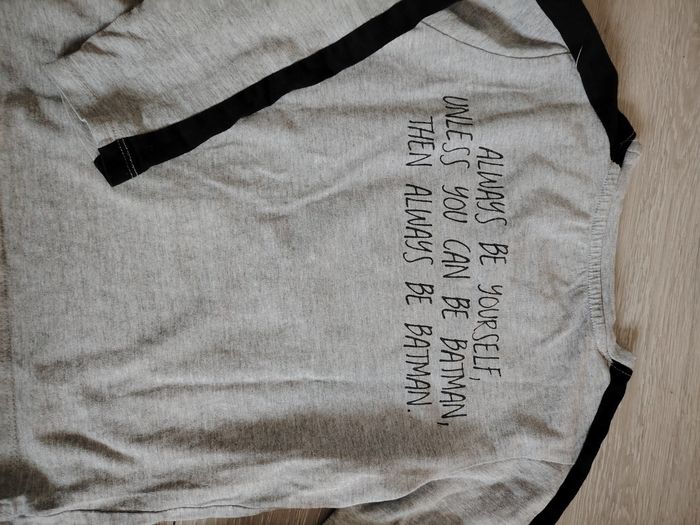 ALWAYS BE YOURSELF,
UNLESS YOU CAN BE BATMAN,
THEN ALWAYS BE BATMAN.